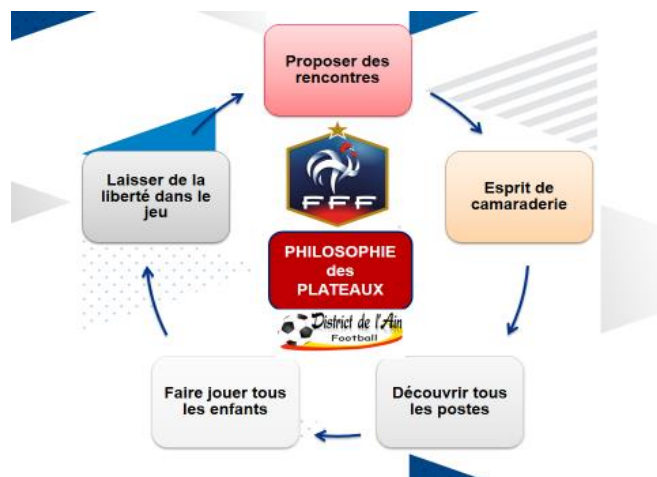 Proposer des
rencontres
Esprit de
camaraderie
Découvrir tous
les postes
Faire jouer tous
les enfants
Laisser de la
liberté dans le
jeu
FFF
PHILOSOPHIE
des
PLATEAUX
District de l'Ain
Football